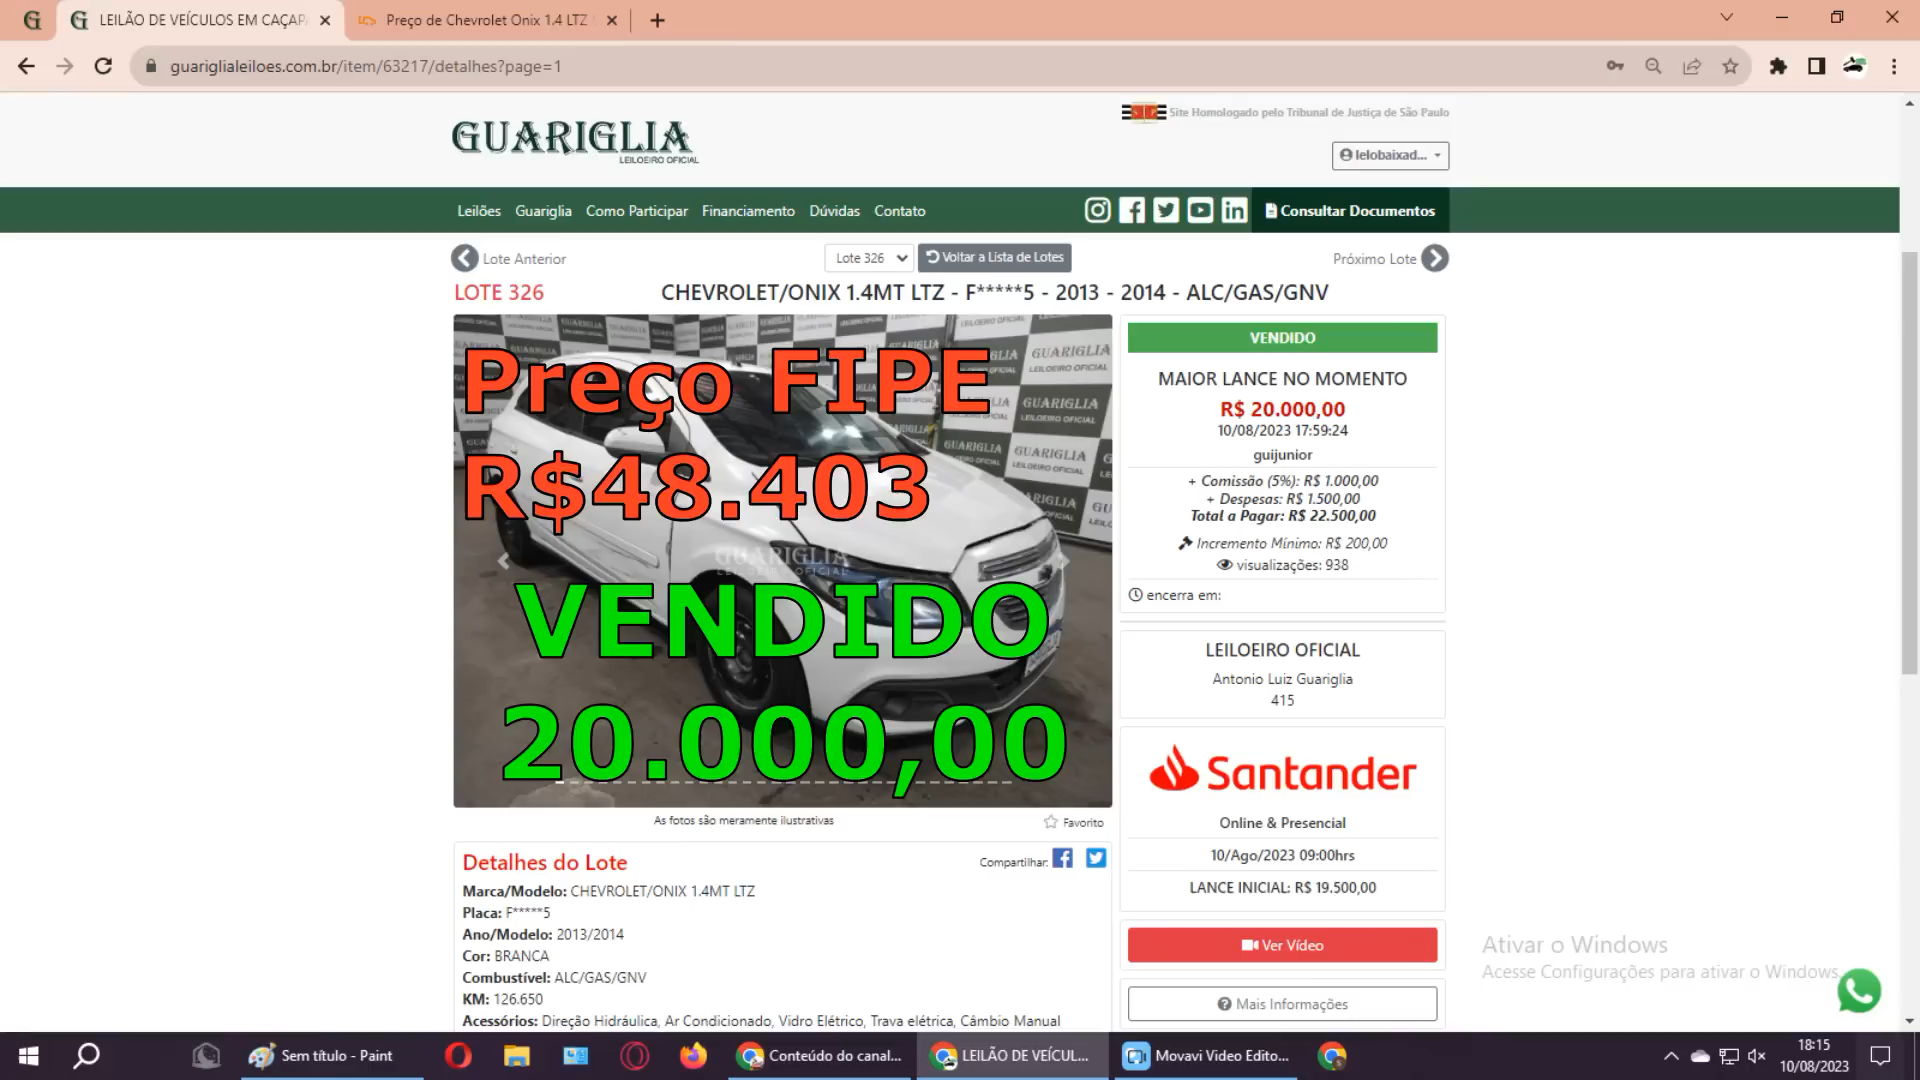 LEILÃO DE VEÍCULOS EM CAÇAPA
Preço de Chevrolet Onix 1.4 LTZ
guariglialeiloes.com.br/item/63217/detalhes?page=1
GUARIGLIA
LEILOEIRO OFICIAL
Site Homologado pelo Tribunal de Justiça de São Paulo
lelobaixad...
Leilões Guariglia Como Participar Financiamento Dúvidas Contato
Consultar Documentos
Lote Anterior
Lote 326
Voltar a Lista de Lotes
Próximo Lote
LOTE 326
CHEVROLET/ONIX 1.4MT LTZ - F*****5 - 2013 - 2014 - ALC/GAS/GNV
Preço FIPE
R$48.403
VENDIDO
20.000,00
GUARIGLIA
LEILOEIRO OFICIAL
As fotos são meramente ilustrativas
Favorito
VENDIDO
MAIOR LANCE NO MOMENTO
R$ 20.000,00
10/08/2023 17:59:24
guijunior
+ Comissão (5%): R$ 1.000,00
+ Despesas: R$ 1.500,00
Total a Pagar: R$ 22.500,00
Incremento Mínimo: R$ 200,00
visualizações: 938
encerra em:
LEILOEIRO OFICIAL
Antonio Luiz Guariglia
415
Santander
Online & Presencial
10/Ago/2023 09:00hrs
LANCE INICIAL: R$ 19.500,00
Ver Vídeo
Mais Informações
Detalhes do Lote
Compartilhar:
Marca/Modelo: CHEVROLET/ONIX 1.4MT LTZ
Placa: F*****5
Ano/Modelo: 2013/2014
Cor: BRANCA
Combustível: ALC/GAS/GNV
KM: 126.650
Acessórios: Direção Hidráulica, Ar Condicionado, Vidro Elétrico, Trava elétrica, Câmbio Manual
Ativar o Windows
Acesse Configurações para ativar o Windows.
Sem título - Paint
Conteúdo do canal...
LEILÃO DE VEÍCUL...
Movavi Video Edito...
18:15
10/08/2023